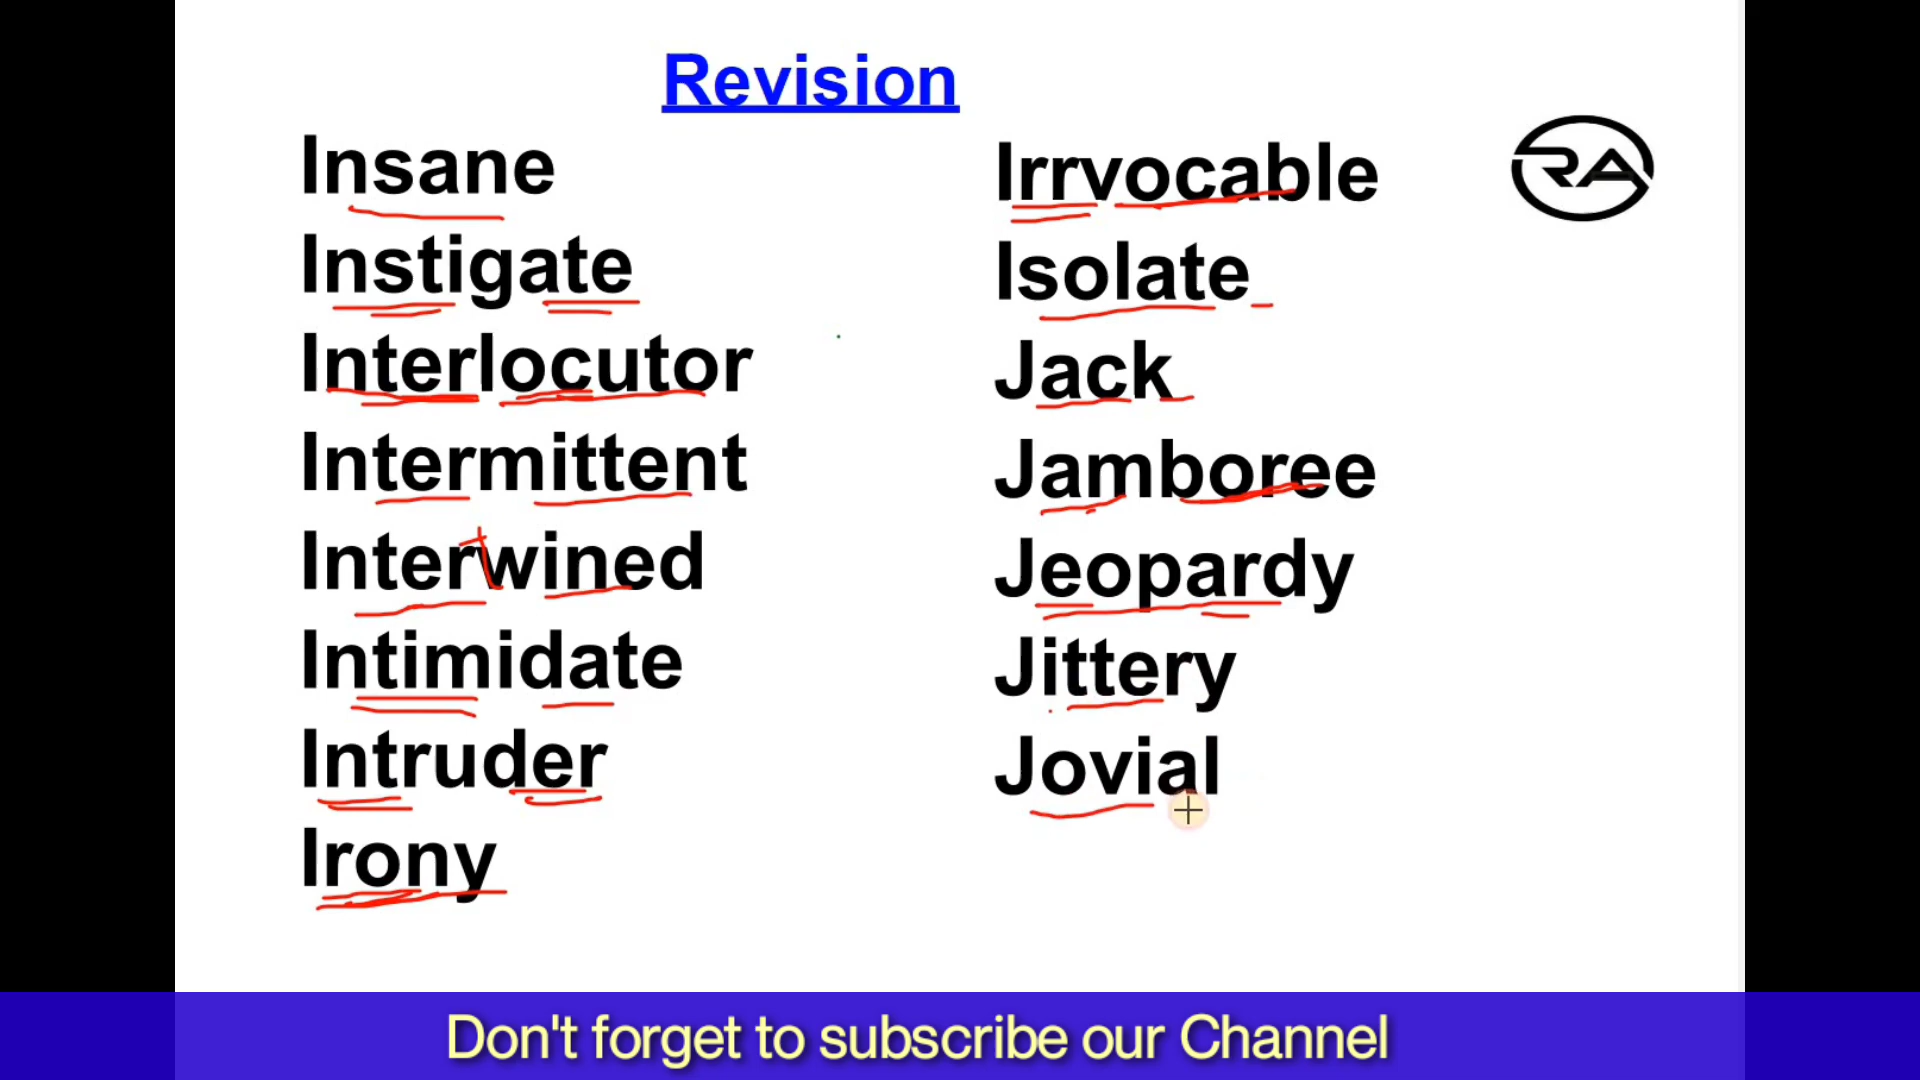 Revision
Insane
Instigate
Interlocutor
Intermittent
Interwined
Intimidate
Intruder
Irony
Irrvocable
Isolate
Jack
Jamboree
Jeopardy
Jittery
Jovial
RA
Don't forget to subscribe our Channel